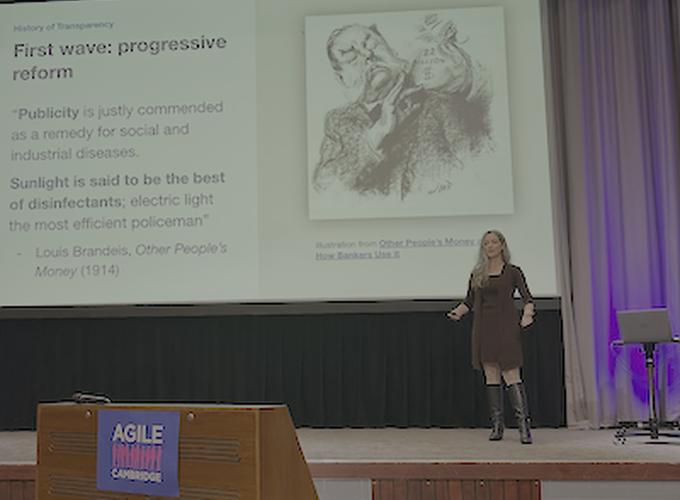 History of Transparency
First wave: progressive
reform
“Publicity is justly commended
as a remedy for social and
industrial diseases.
Sunlight is said to be the best
of disinfectants; electric light
the most efficient policeman”
- Louis Brandeis, Other People's
Money (1914)
22
Illustration from Other People's Money
How Bankers Use It
AGILE
CAMBRIDGE